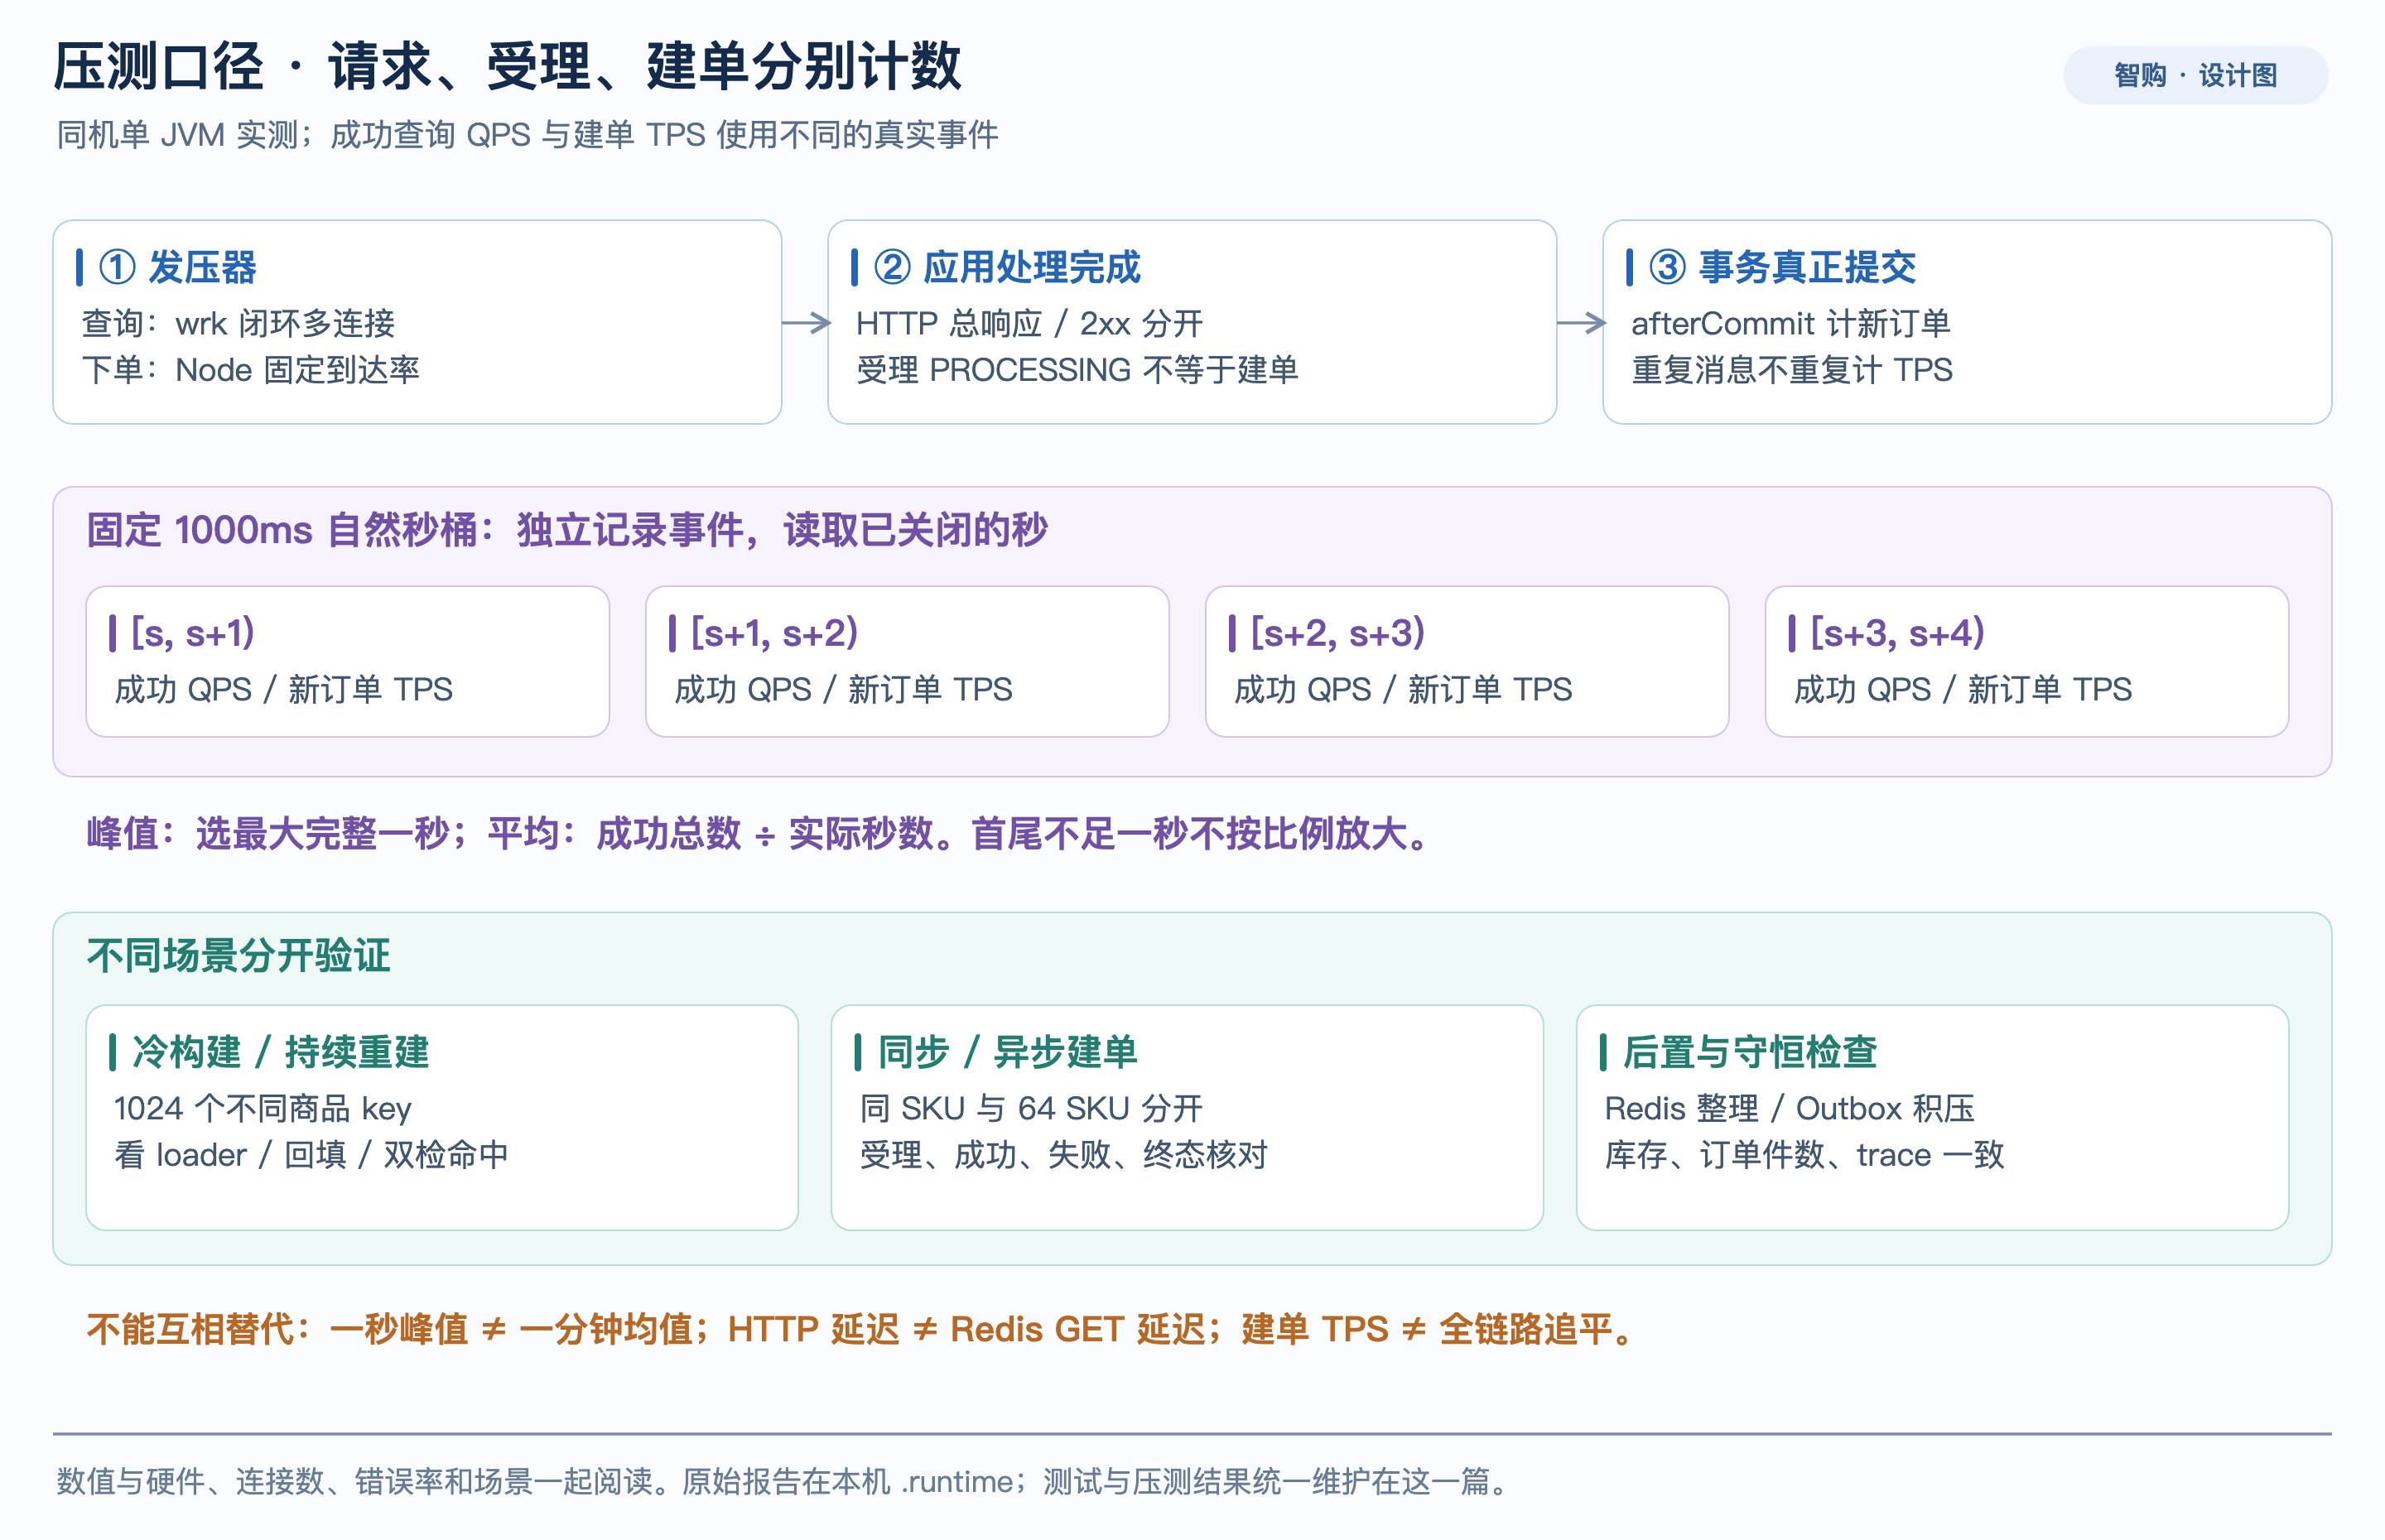 压测口径 · 请求、受理、建单分别计数
智购 · 设计图
同机单 JVM 实测；成功查询 QPS 与建单 TPS 使用不同的真实事件
① 发压器
查询：wrk 闭环多连接
下单：Node 固定到达率
② 应用处理完成
HTTP 总响应 / 2xx 分开
受理 PROCESSING 不等于建单
③ 事务真正提交
afterCommit 计新订单
重复消息不重复计 TPS
固定 1000ms 自然秒桶：独立记录事件，读取已关闭的秒
[s, s+1)
成功 QPS / 新订单 TPS
[s+1, s+2)
成功 QPS / 新订单 TPS
[s+2, s+3)
成功 QPS / 新订单 TPS
[s+3, s+4)
成功 QPS / 新订单 TPS
峰值：选最大完整一秒；平均：成功总数 ÷ 实际秒数。首尾不足一秒不按比例放大。
不同场景分开验证
冷构建 / 持续重建
1024 个不同商品 key
看 loader / 回填 / 双检命中
同步 / 异步建单
同 SKU 与 64 SKU 分开
受理、成功、失败、终态核对
后置与守恒检查
Redis 整理 / Outbox 积压
库存、订单件数、trace 一致
不能互相替代：一秒峰值 ≠ 一分钟均值；HTTP 延迟 ≠ Redis GET 延迟；建单 TPS ≠ 全链路追平。
数值与硬件、连接数、错误率和场景一起阅读。原始报告在本机 .runtime；测试与压测结果统一维护在这一篇。